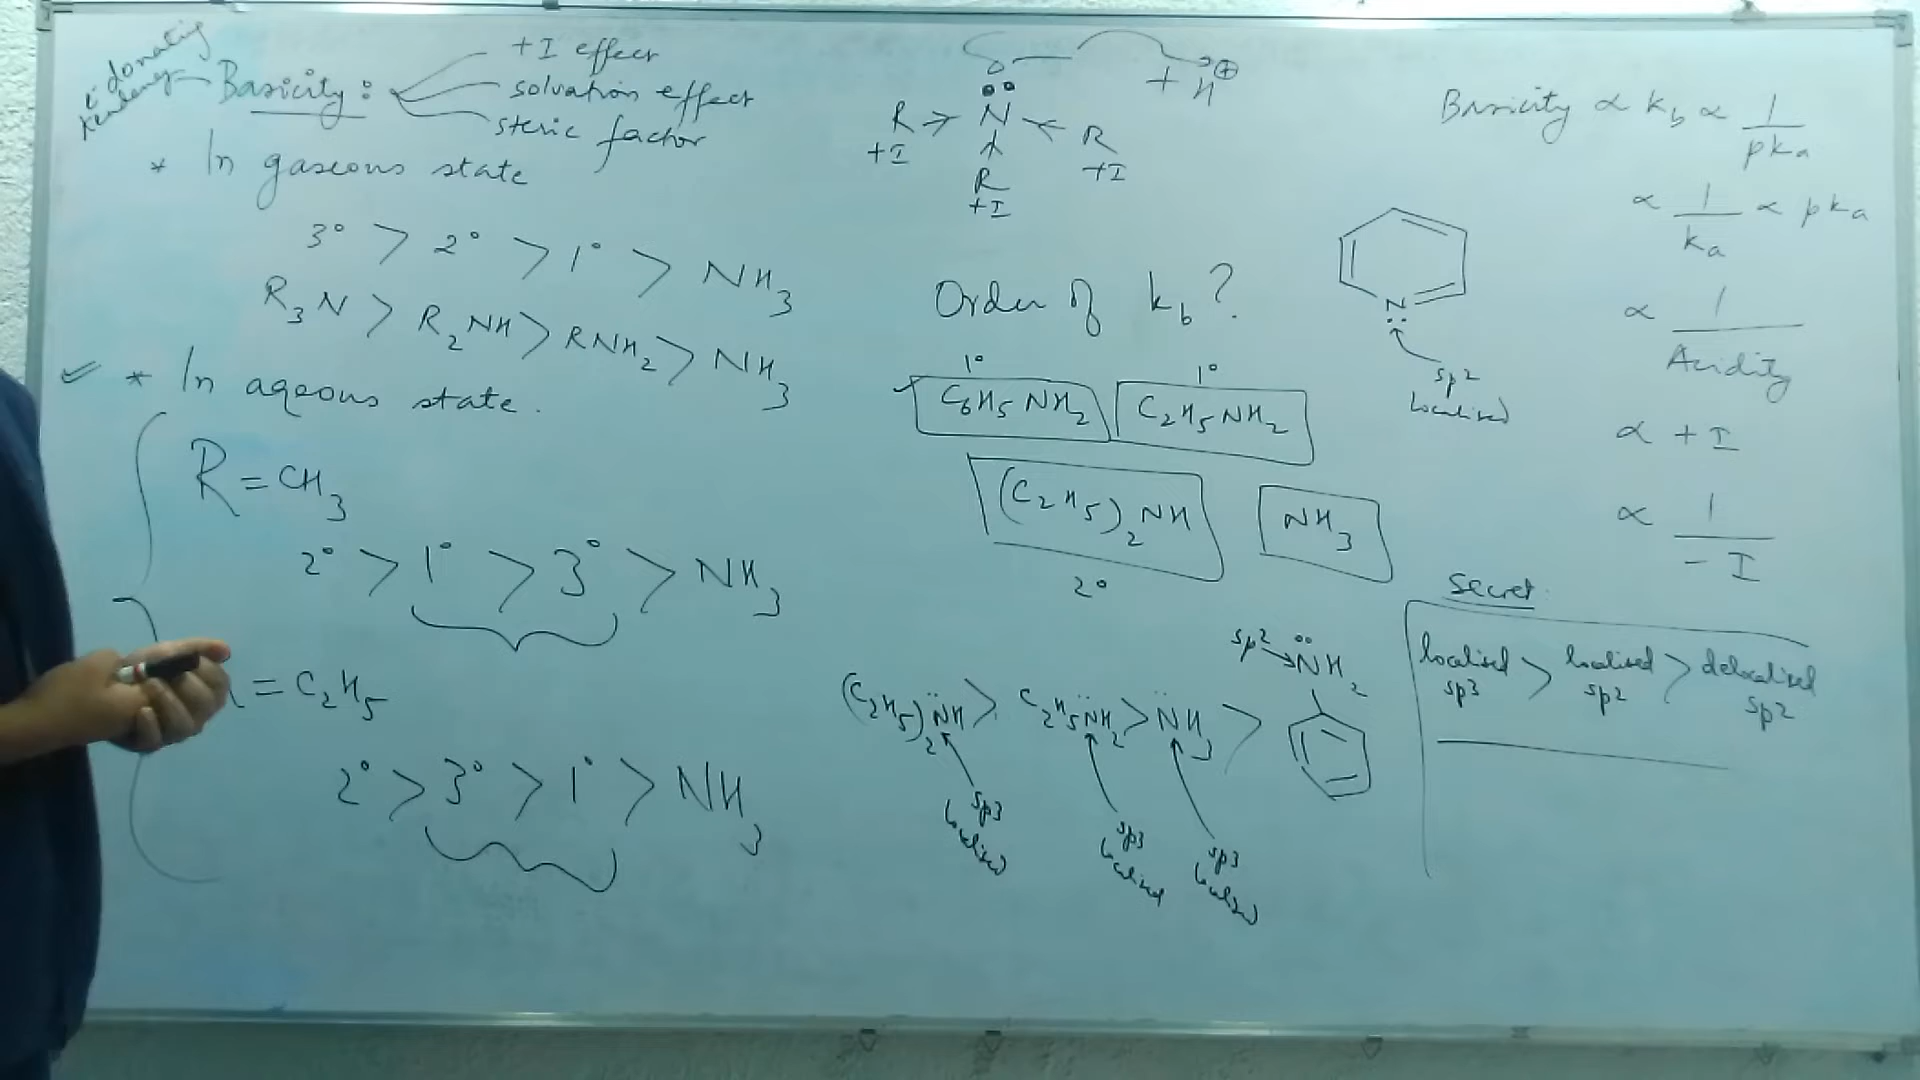 e⁻ donating
tendency
Basicity :
+I effect
solvation effect
steric factor
* In gaseous state
3° > 2° > 1° > NH3
R3N > R2NH > RNH2 > NH3
* In aqeous state.
R = CH3
2° > 1° > 3° > NH3
= C2H5
2° > 3° > 1° > NH3
+ H⊕
R → N ← R
+I
+I
R
+I
Order of kb?
1°
1°
C6H5NH2
C2H5NH2
(C2H5)2NH
NH3
2°
(C2H5)2NH > C2H5NH2 > NH3 >
sp2
NH2
sp3
localised
sp3
localised
sp3
localised
N
sp2
localised
Basicity ∝ kb ∝ 1/pka
∝ 1/ka ∝ pka
∝ 1/Acidity
∝ +I
∝ 1/-I
Secret
localised > localised > delocalised
sp3 sp2 sp2